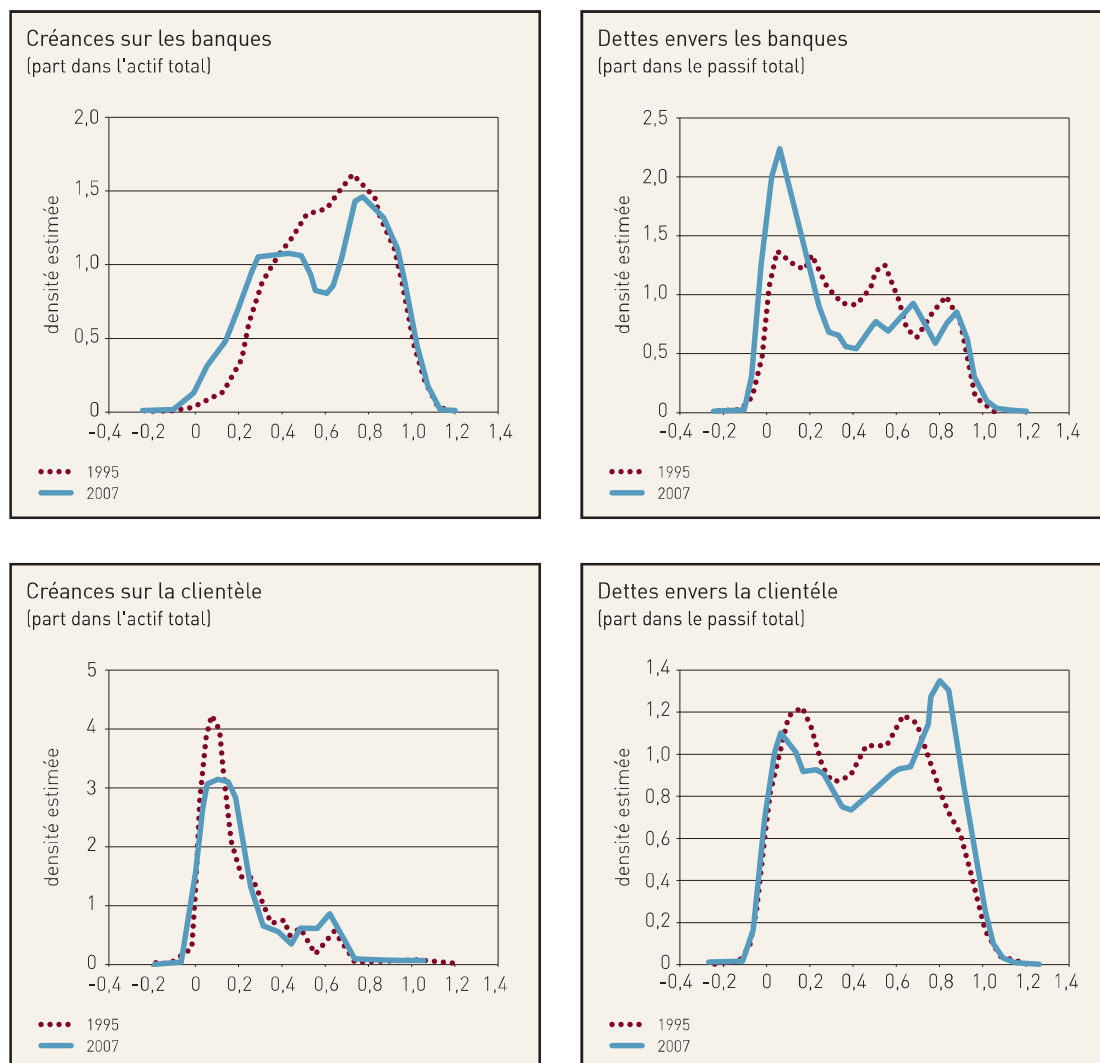 Créances sur les banques
(part dans l'actif total)
densité estimée
2,0
1,5
1,0
0,5
0
-0,4 -0,2 0 0,2 0,4 0,6 0,8 1,0 1,2 1,4
1995
2007
Dettes envers les banques
(part dans le passif total)
densité estimée
2,5
2,0
1,5
1,0
0,5
0
-0,4 -0,2 0 0,2 0,4 0,6 0,8 1,0 1,2 1,4
1995
2007
Créances sur la clientèle
(part dans l'actif total)
densité estimée
5
4
3
2
1
0
-0,4 -0,2 0 0,2 0,4 0,6 0,8 1,0 1,2 1,4
1995
2007
Dettes envers la clientéle
(part dans le passif total)
densité estimée
1,4
1,2
1,0
0,8
0,6
0,4
0,2
0
-0,4 -0,2 0 0,2 0,4 0,6 0,8 1,0 1,2 1,4
1995
2007